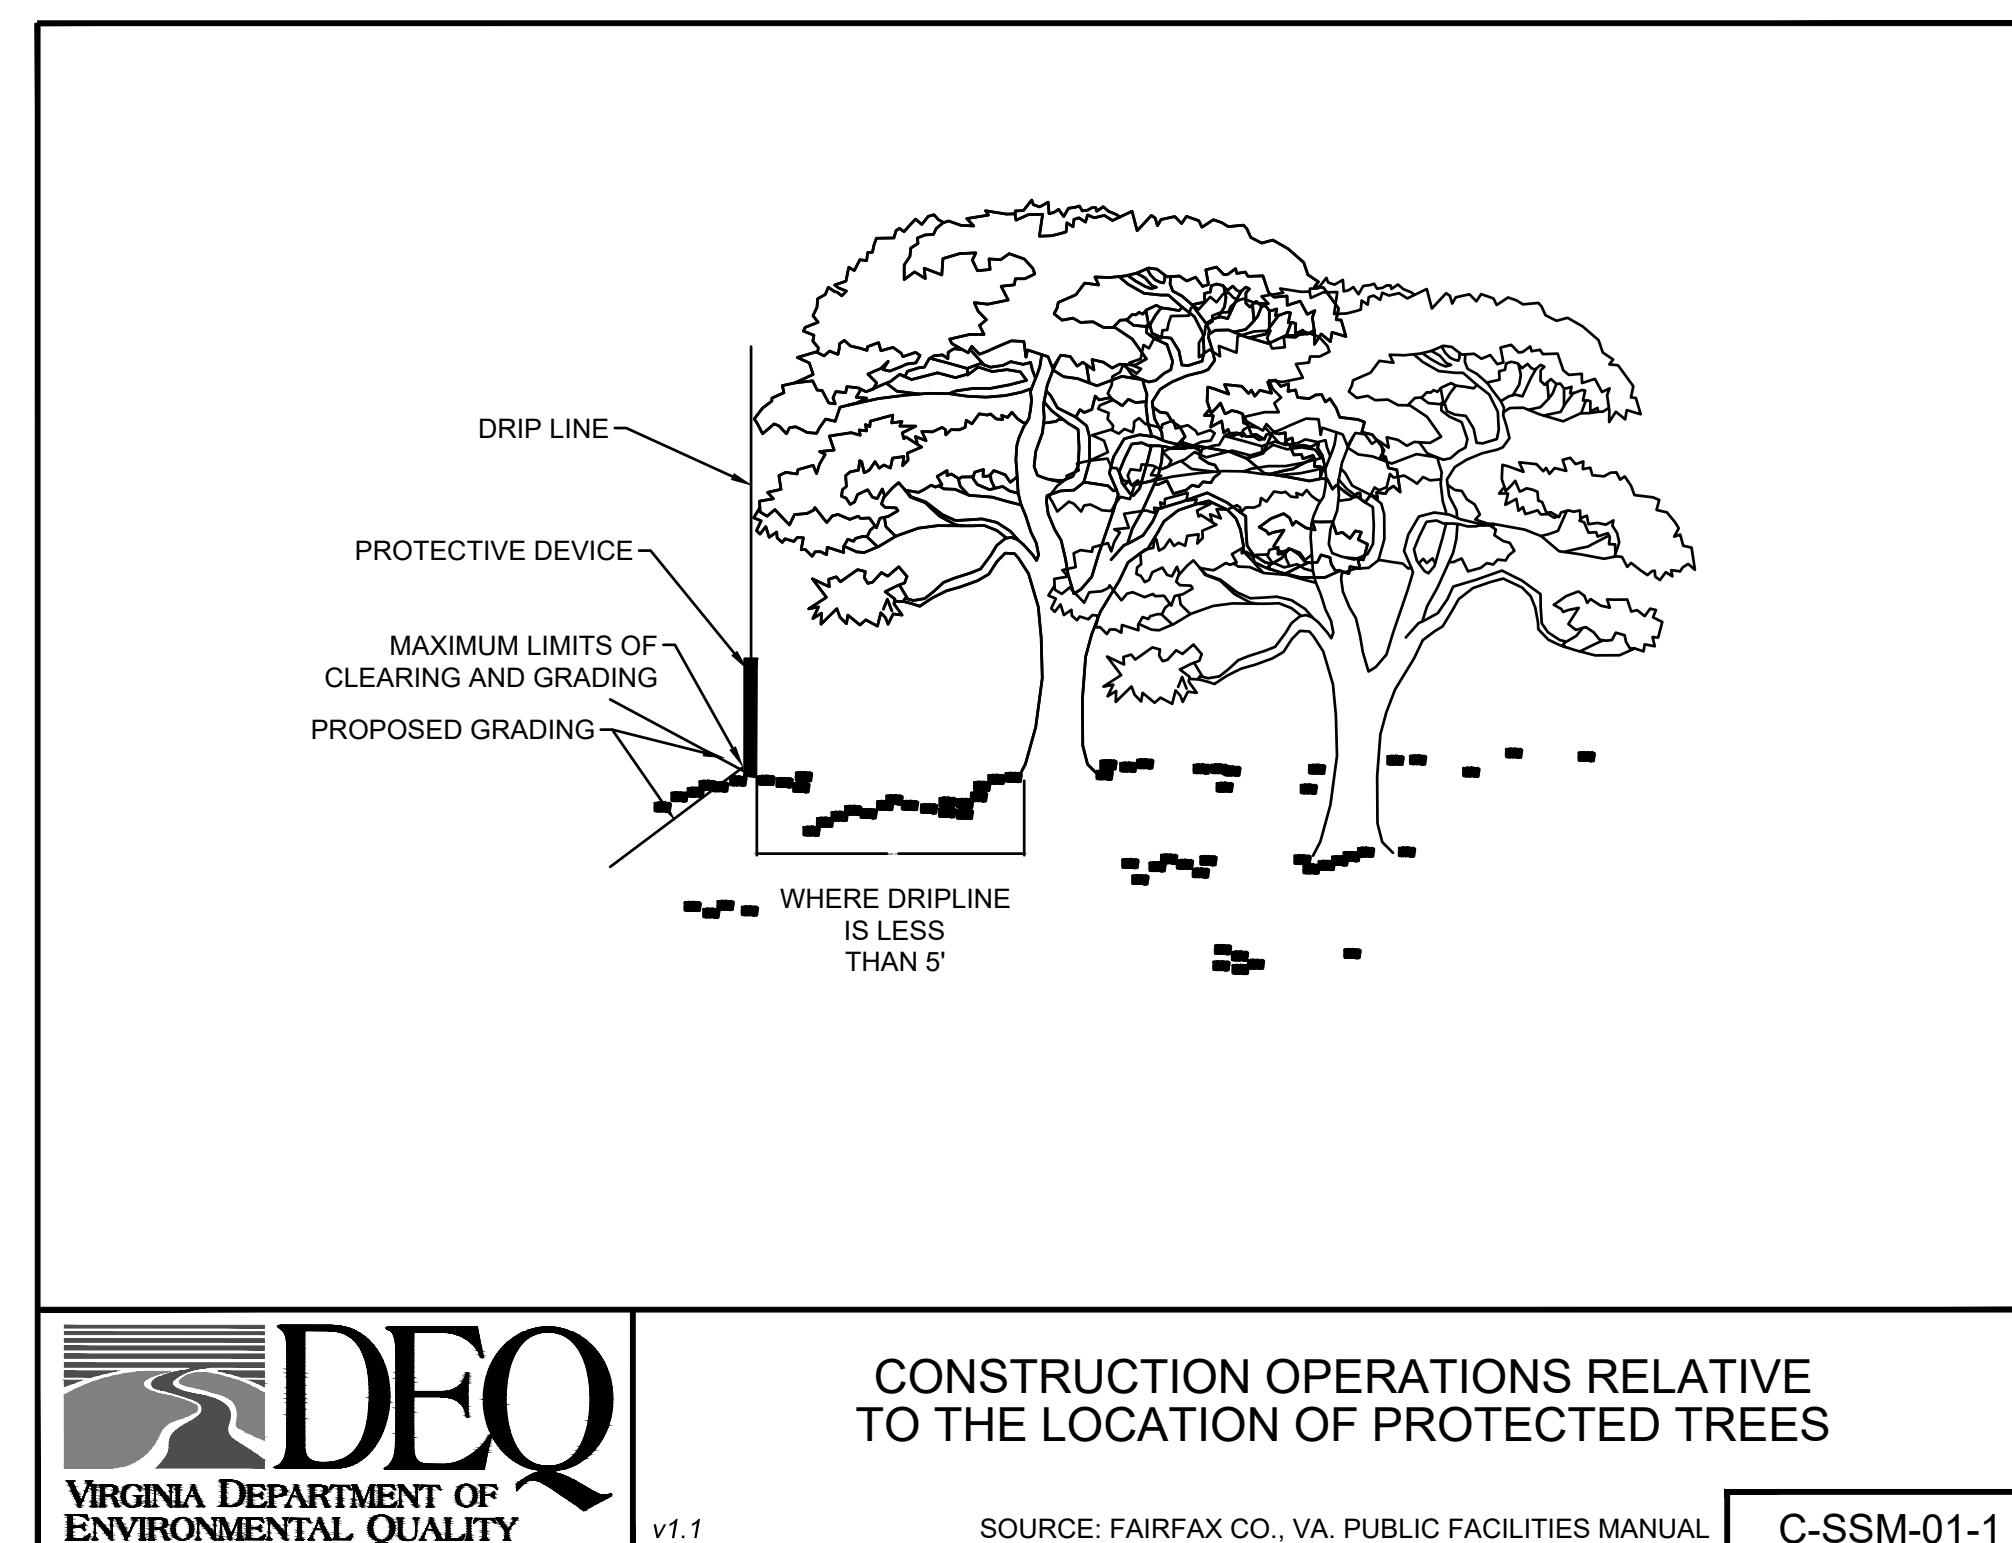 DRIP LINE
PROTECTIVE DEVICE
MAXIMUM LIMITS OF
CLEARING AND GRADING
PROPOSED GRADING
WHERE DRIPLINE
IS LESS
THAN 5'
DEQ
VIRGINIA DEPARTMENT OF
ENVIRONMENTAL QUALITY
CONSTRUCTION OPERATIONS RELATIVE
TO THE LOCATION OF PROTECTED TREES
v1.1
SOURCE: FAIRFAX CO., VA. PUBLIC FACILITIES MANUAL
C-SSM-01-1